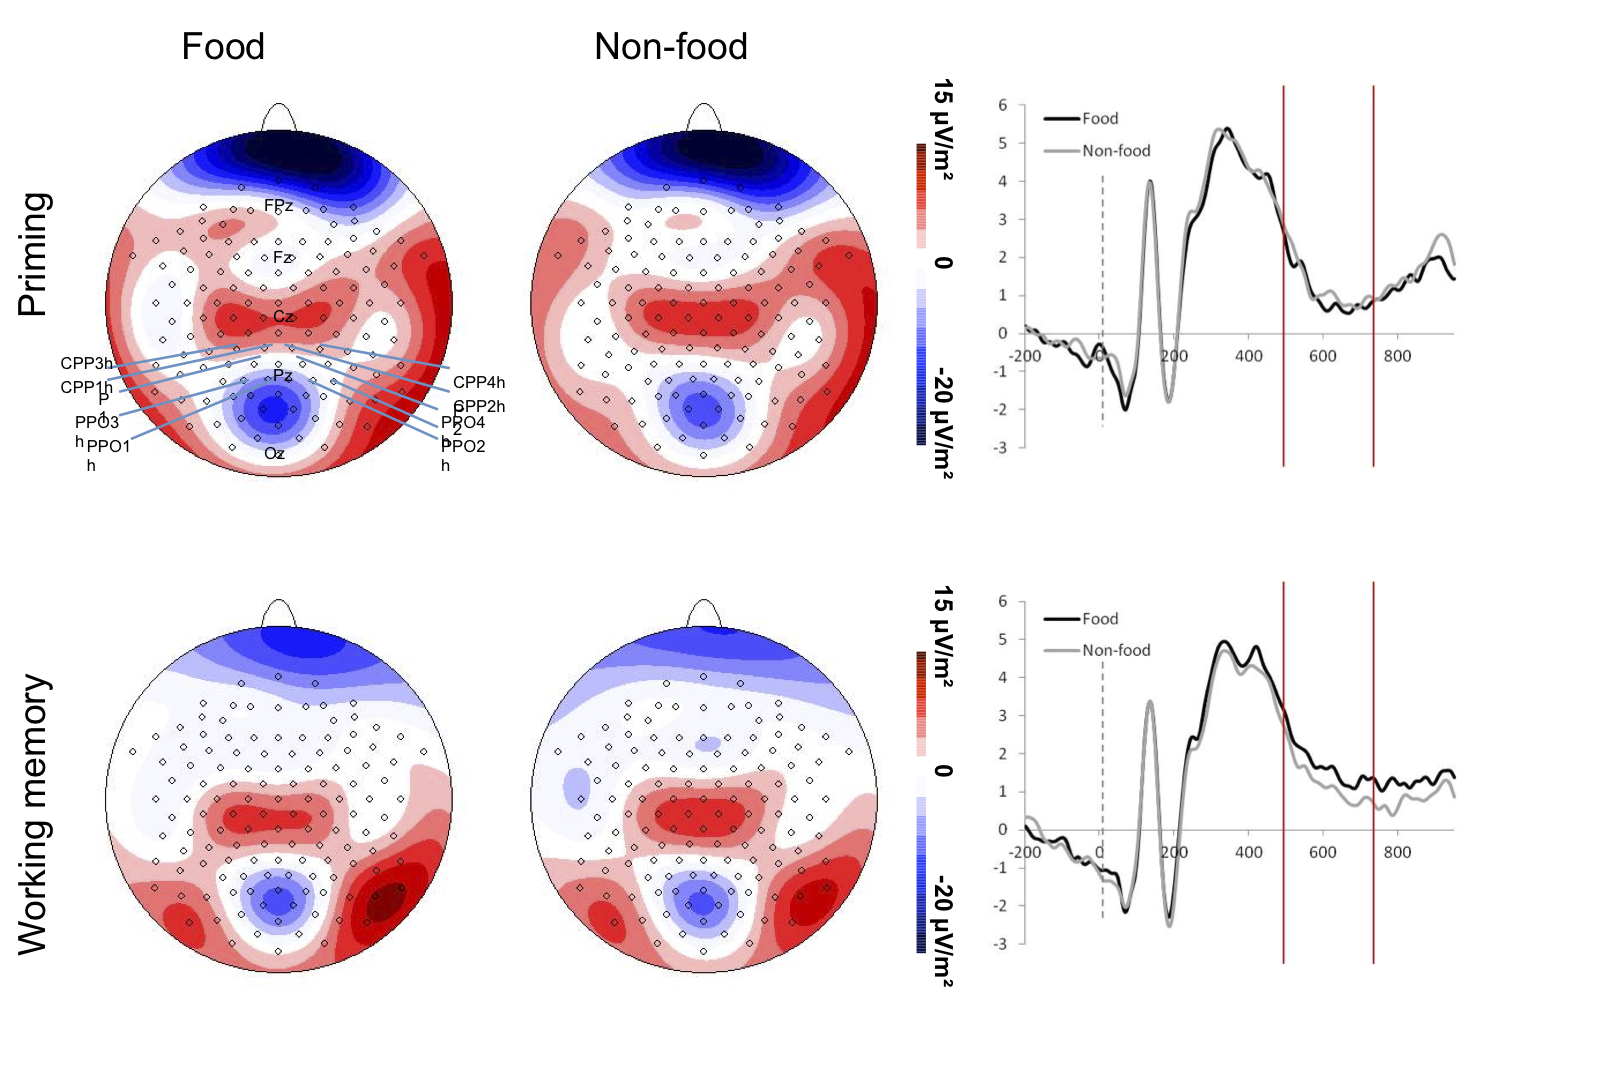 Food
Non-food
Priming
FPz
Fz
Cz
Pz
Oz
CPP3h
CPP1h
P
1
PPO3
h
PPO1
h
CPP4h
CPP2h
P
2
PPO4
h
PPO2
h
15 µV/m²
0
-20 µV/m²
Food
Non-food
6
5
4
3
2
1
0
-1
-2
-3
-200
0
200
400
600
800
Working memory
15 µV/m²
0
-20 µV/m²
Food
Non-food
6
5
4
3
2
1
0
-1
-2
-3
-200
0
200
400
600
800